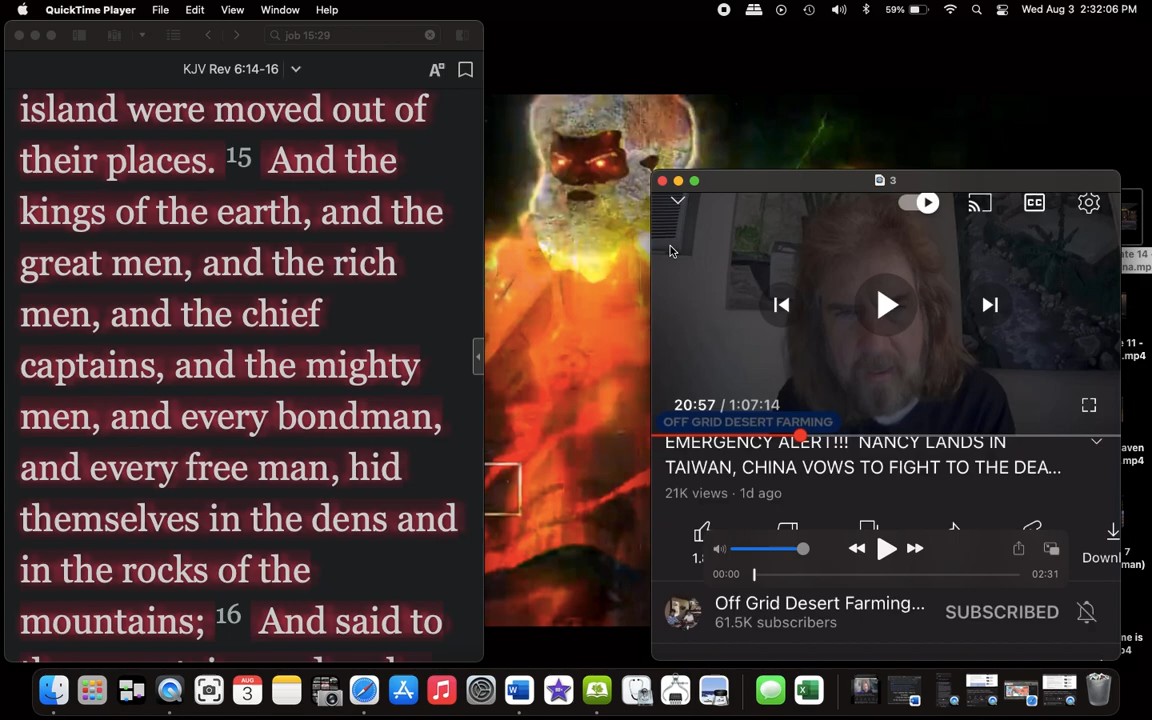 QuickTime Player File Edit View Window Help
59% Wed Aug 3 2:32:06 PM
job 15:29
KJV Rev 6:14-16
island were moved out of
their places. 15 And the
kings of the earth, and the
great men, and the rich
men, and the chief
captains, and the mighty
men, and every bondman,
and every free man, hid
themselves in the dens and
in the rocks of the
mountains; 16 And said to
3
CC
20:57 / 1:07:14
OFF GRID DESERT FARMING
EMERGENCY ALERT!!! NANCY LANDS IN
TAIWAN, CHINA VOWS TO FIGHT TO THE DEA...
21K views · 1d ago
Downl
00:00 02:31
Off Grid Desert Farming...
61.5K subscribers
SUBSCRIBED
AUG
3